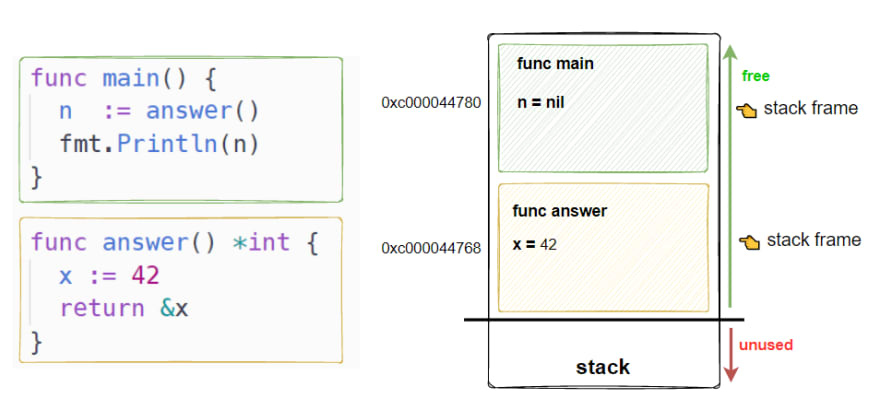 func main() {
n := answer()
fmt.Println(n)
}
func answer() *int {
x := 42
return &x
}
0xc000044780
func main
n = nil
free
stack frame
0xc000044768
func answer
x = 42
stack frame
unused
stack